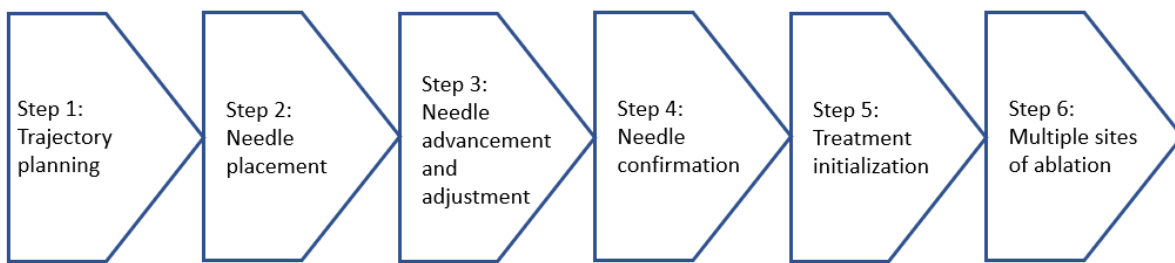 Step 1:
Trajectory
planning
Step 2:
Needle
placement
Step 3:
Needle
advancement
and
adjustment
Step 4:
Needle
confirmation
Step 5:
Treatment
initialization
Step 6:
Multiple sites
of ablation